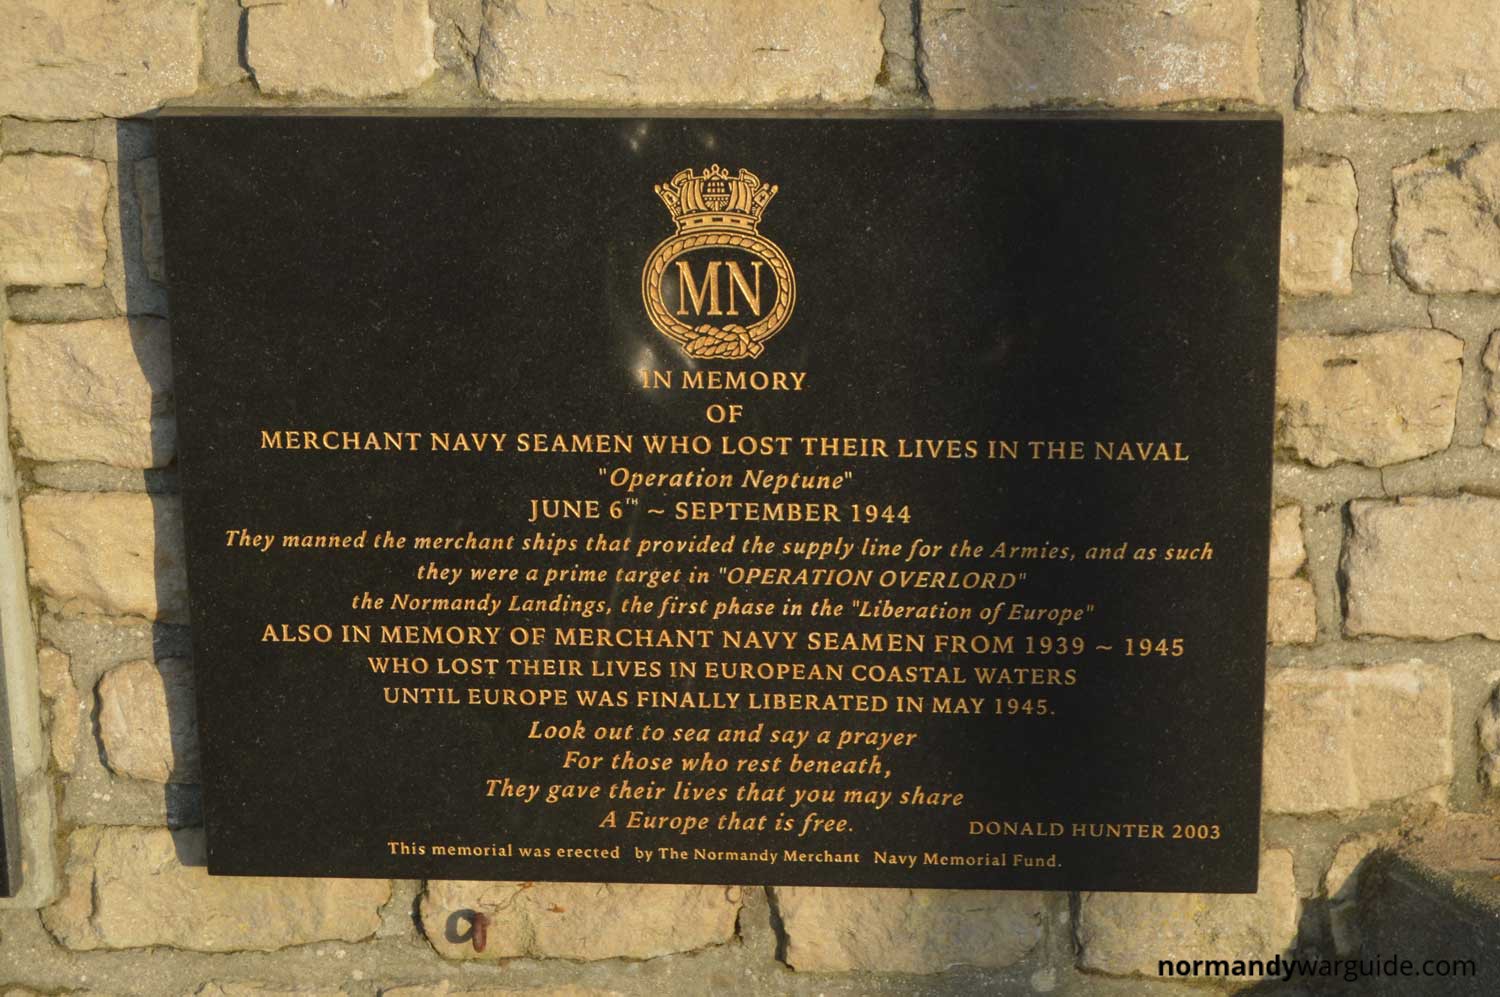 MN
IN MEMORY
OF
MERCHANT NAVY SEAMEN WHO LOST THEIR LIVES IN THE NAVAL
"Operation Neptune"
JUNE 6TH ~ SEPTEMBER 1944
They manned the merchant ships that provided the supply line for the Armies, and as such
they were a prime target in "OPERATION OVERLORD"
the Normandy Landings, the first phase in the "Liberation of Europe"
ALSO IN MEMORY OF MERCHANT NAVY SEAMEN FROM 1939 ~ 1945
WHO LOST THEIR LIVES IN EUROPEAN COASTAL WATERS
UNTIL EUROPE WAS FINALLY LIBERATED IN MAY 1945.
Look out to sea and say a prayer
For those who rest beneath,
They gave their lives that you may share
A Europe that is free.
DONALD HUNTER 2003
This memorial was erected by The Normandy Merchant Navy Memorial Fund.
a
normandywarguide.com